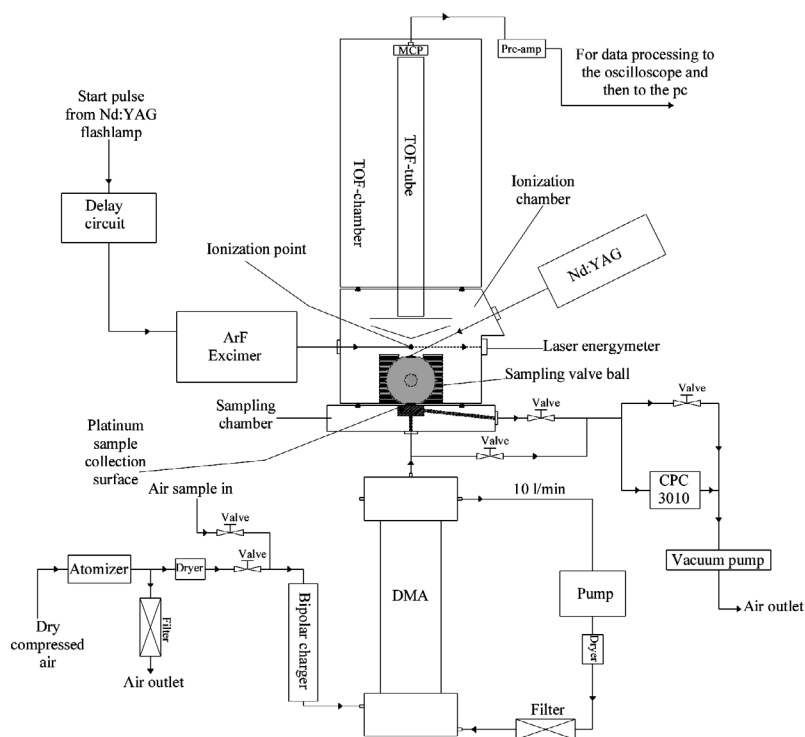 MCP
Prc-amp
For data processing to
the oscilloscope and
then to the pc
Start pulse
from Nd:YAG
flashlamp
TOF-chamber
TOF-tube
Ionization
chamber
Delay
circuit
Ionization point
Nd:YAG
ArF
Excimer
Laser energymeter
Sampling valve ball
Sampling
chamber
Valve
Valve
Platinum
sample
collection
surface
Valve
Air sample in
10 l/min
CPC
3010
Valve
Valve
Vacuum pump
Atomizer
Dryer
Bipolar charger
DMA
Pump
Air outlet
Dry
compressed
air
Filter
Dryer
Air outlet
Filter